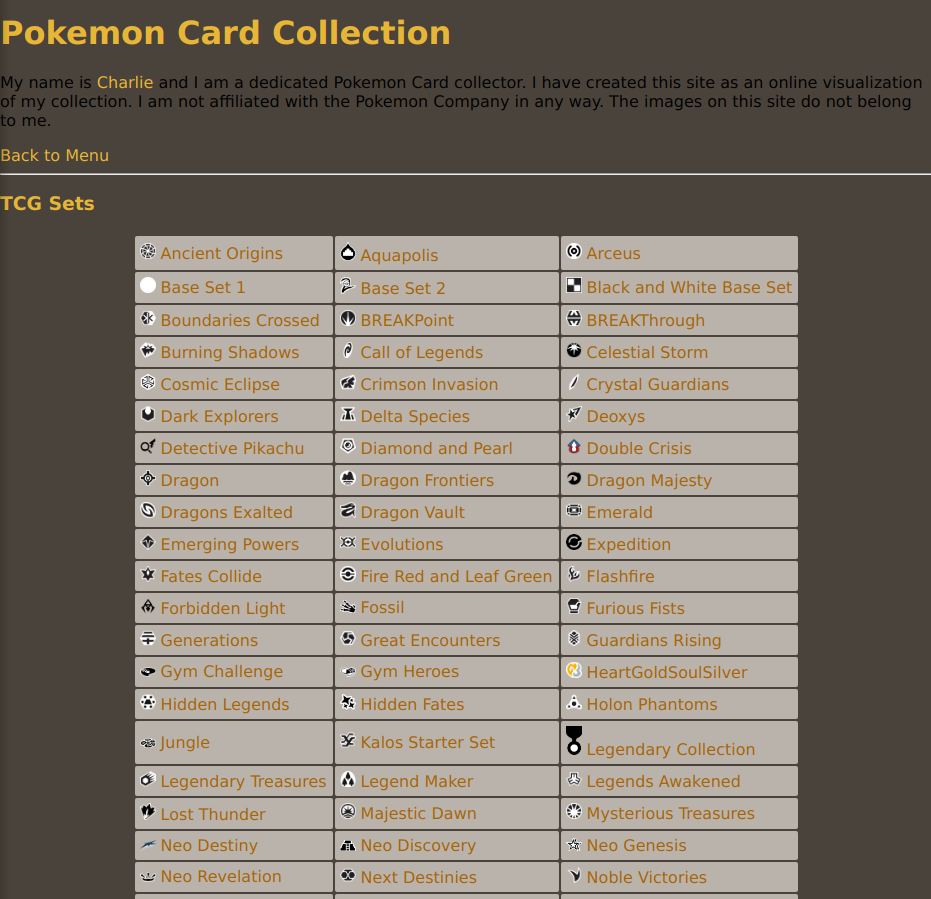 Pokemon Card Collection
My name is Charlie and I am a dedicated Pokemon Card collector. I have created this site as an online visualization
of my collection. I am not affiliated with the Pokemon Company in any way. The images on this site do not belong
to me.
Back to Menu
TCG Sets
Ancient Origins Aquapolis Arceus
Base Set 1 Base Set 2 Black and White Base Set
Boundaries Crossed BREAKPoint BREAKThrough
Burning Shadows Call of Legends Celestial Storm
Cosmic Eclipse Crimson Invasion Crystal Guardians
Dark Explorers Delta Species Deoxys
Detective Pikachu Diamond and Pearl Double Crisis
Dragon Dragon Frontiers Dragon Majesty
Dragons Exalted Dragon Vault Emerald
Emerging Powers Evolutions Expedition
Fates Collide Fire Red and Leaf Green Flashfire
Forbidden Light Fossil Furious Fists
Generations Great Encounters Guardians Rising
Gym Challenge Gym Heroes HeartGoldSoulSilver
Hidden Legends Hidden Fates Holon Phantoms
Jungle Kalos Starter Set Legendary Collection
Legendary Treasures Legend Maker Legends Awakened
Lost Thunder Majestic Dawn Mysterious Treasures
Neo Destiny Neo Discovery Neo Genesis
Neo Revelation Next Destinies Noble Victories